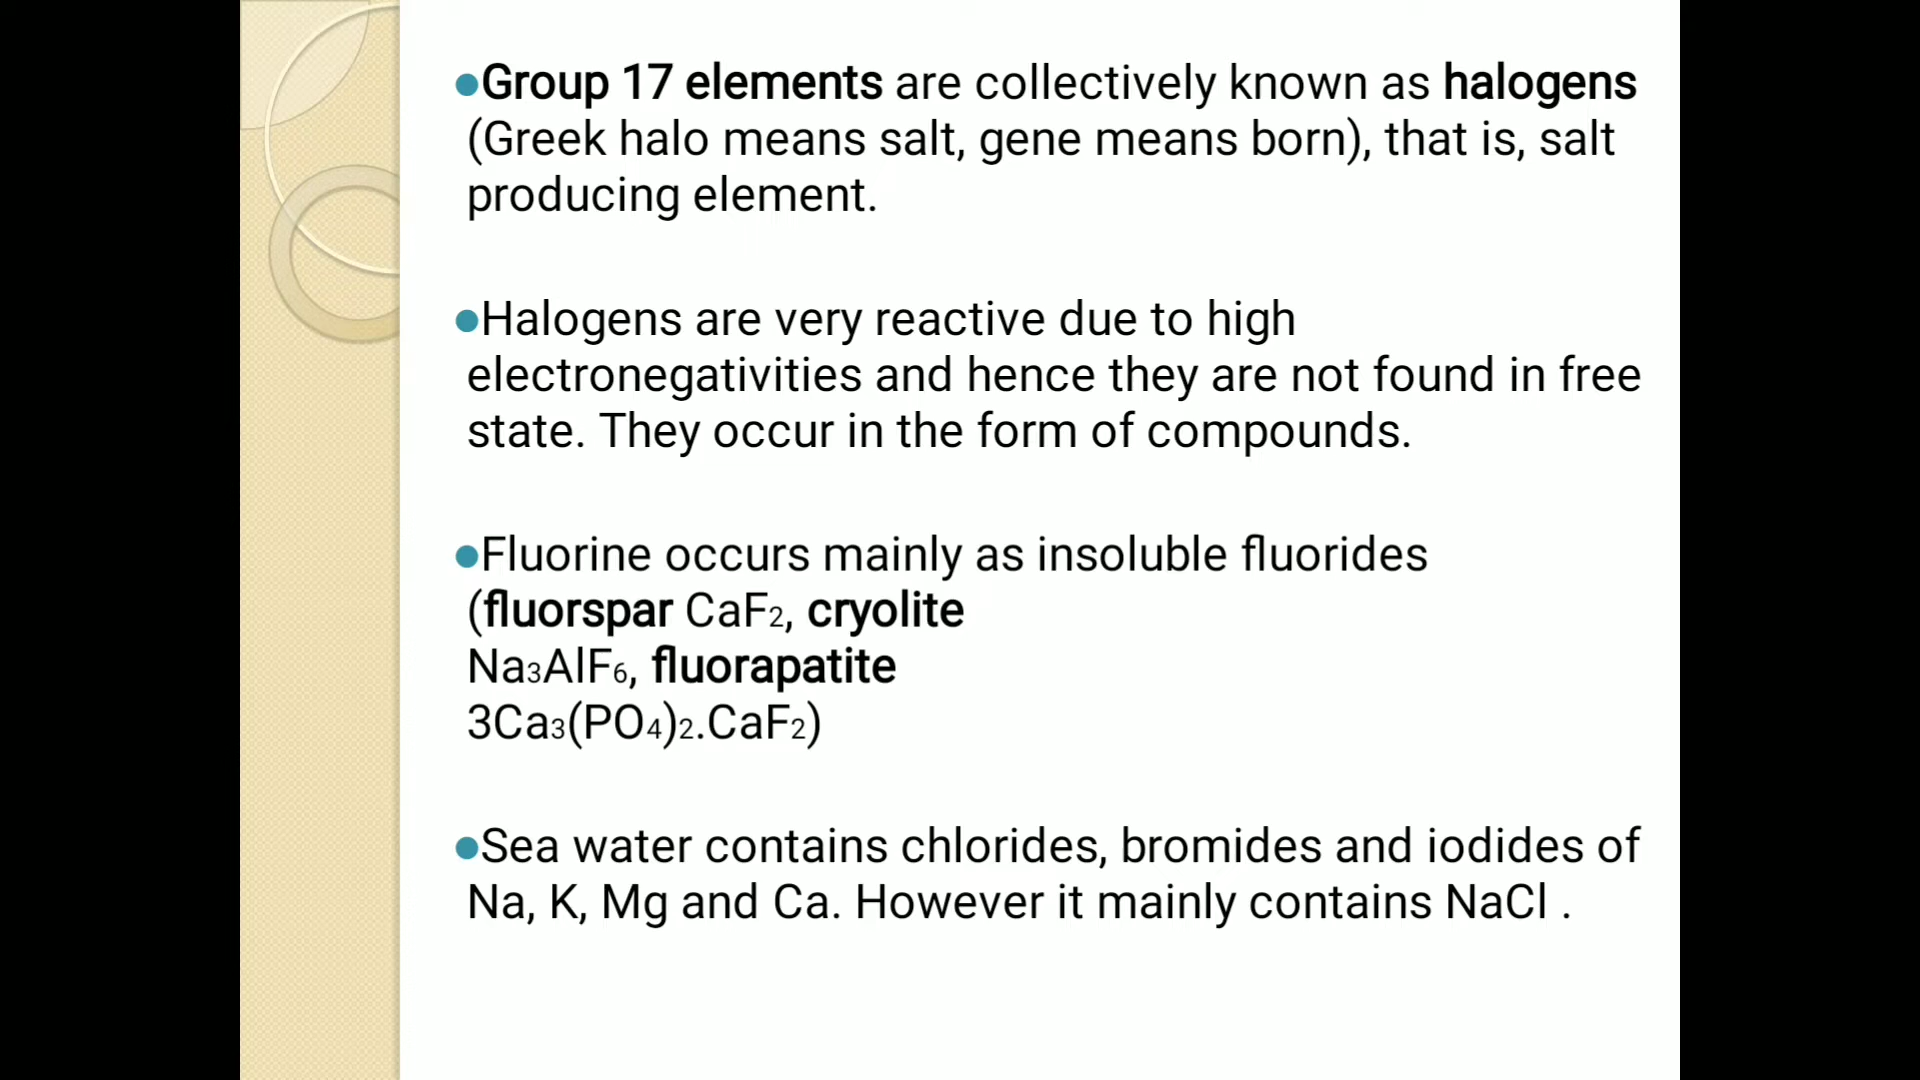 ●Group 17 elements are collectively known as halogens
(Greek halo means salt, gene means born), that is, salt
producing element.
●Halogens are very reactive due to high
electronegativities and hence they are not found in free
state. They occur in the form of compounds.
●Fluorine occurs mainly as insoluble fluorides
(fluorspar CaF₂, cryolite
Na₃AlF₆, fluorapatite
3Ca₃(PO₄)₂.CaF₂)
●Sea water contains chlorides, bromides and iodides of
Na, K, Mg and Ca. However it mainly contains NaCl .